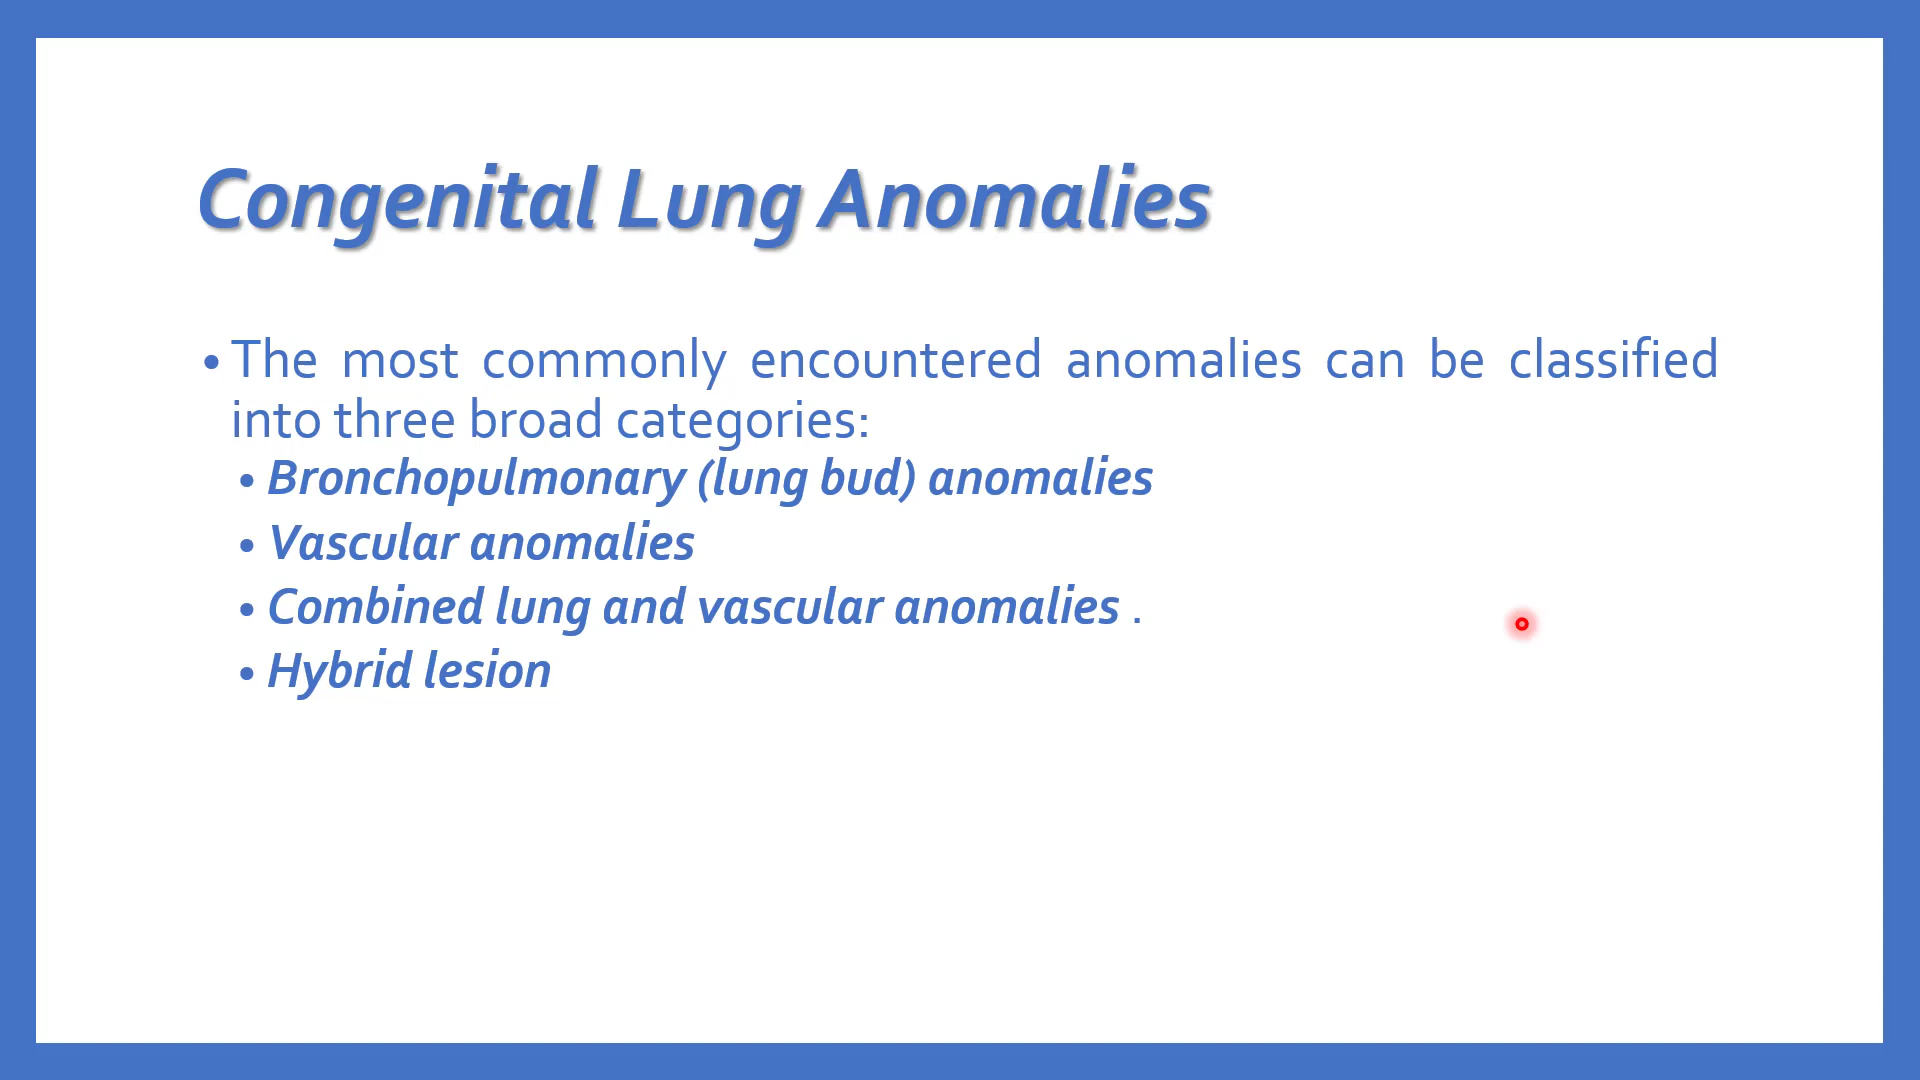 Congenital Lung Anomalies
• The most commonly encountered anomalies can be classified
into three broad categories:
• Bronchopulmonary (lung bud) anomalies
• Vascular anomalies
• Combined lung and vascular anomalies .
• Hybrid lesion